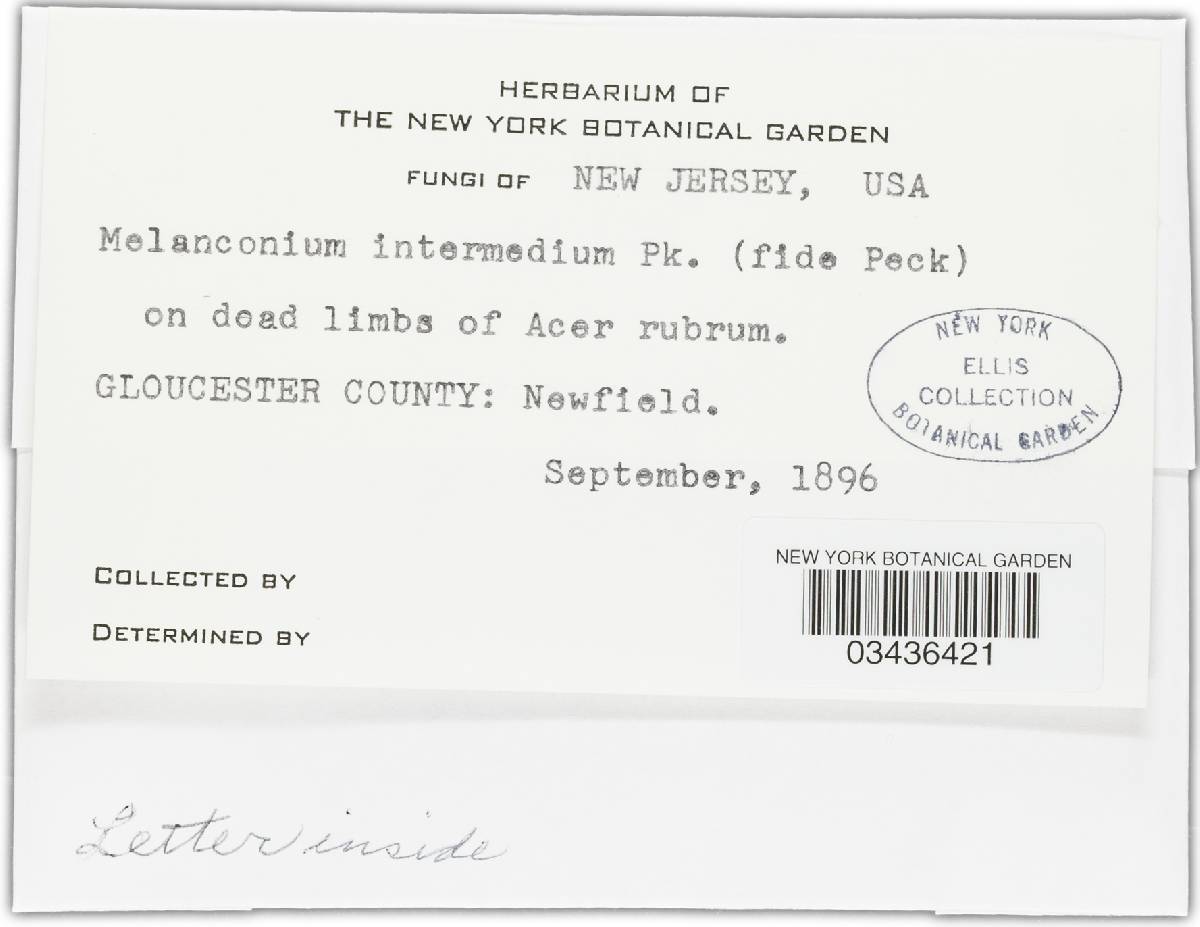 HERBARIUM OF
THE NEW YORK BOTANICAL GARDEN
FUNGI OF NEW JERSEY, USA
Melanconium intermedium Pk. (fide Peck)
on dead limbs of Acer rubrum.
GLOUCESTER COUNTY: Newfield.
September, 1896
NEW YORK
ELLIS
COLLECTION
BOTANICAL GARDEN
NEW YORK BOTANICAL GARDEN
03436421
COLLECTED BY
DETERMINED BY
Letter inside